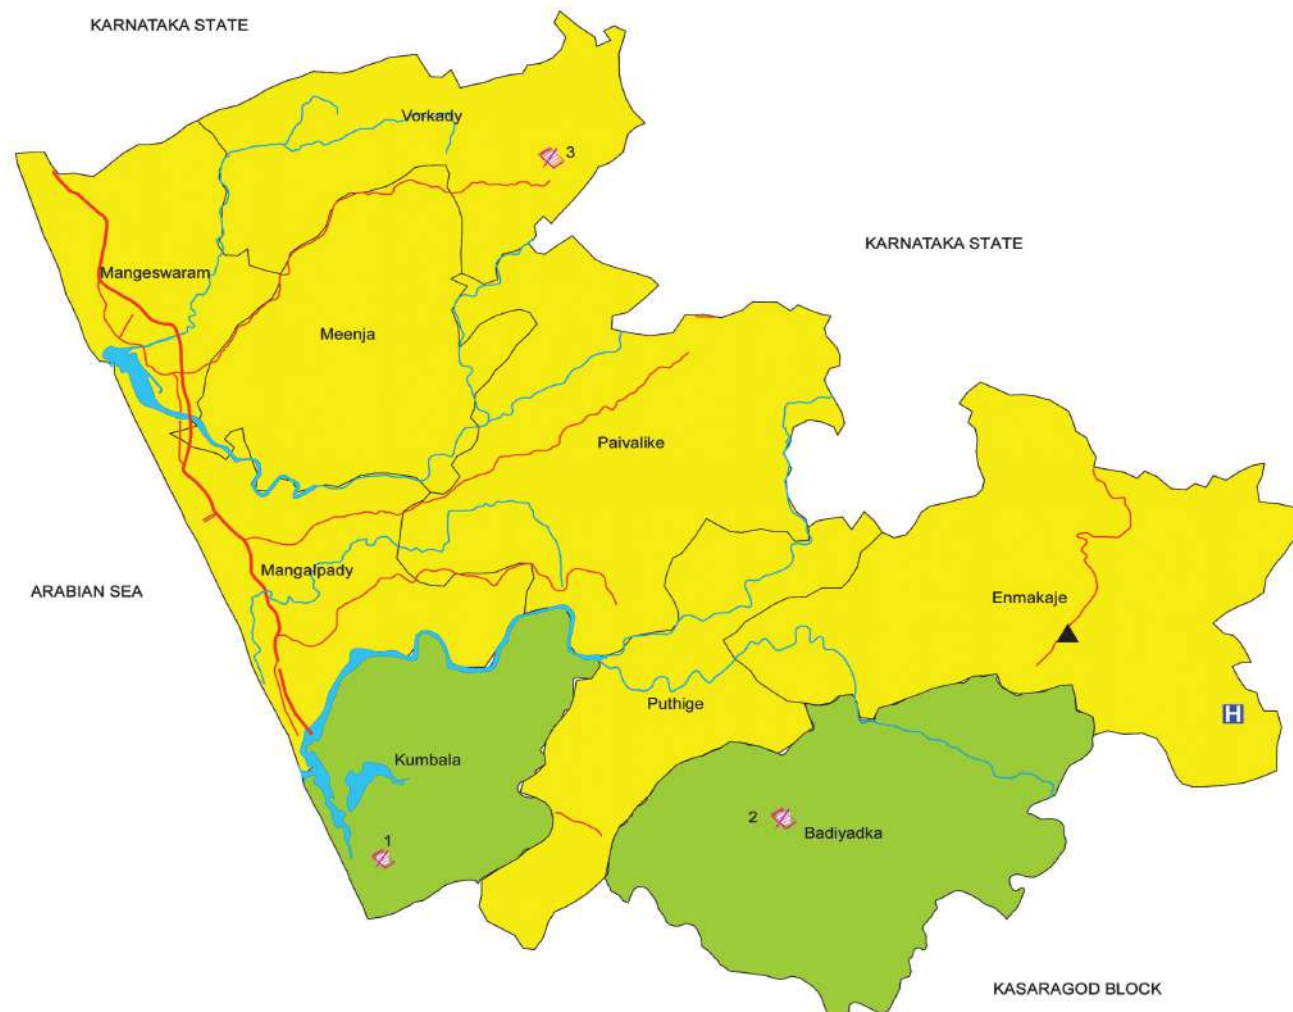 KARNATAKA STATE
Vorkady
3
KARNATAKA STATE
Mangeswaram
Meenja
Paivalike
Mangalpady
ARABIAN SEA
Enmakaje
Puthige
H
Kumbala
2
Badiyadka
1
KASARAGOD BLOCK